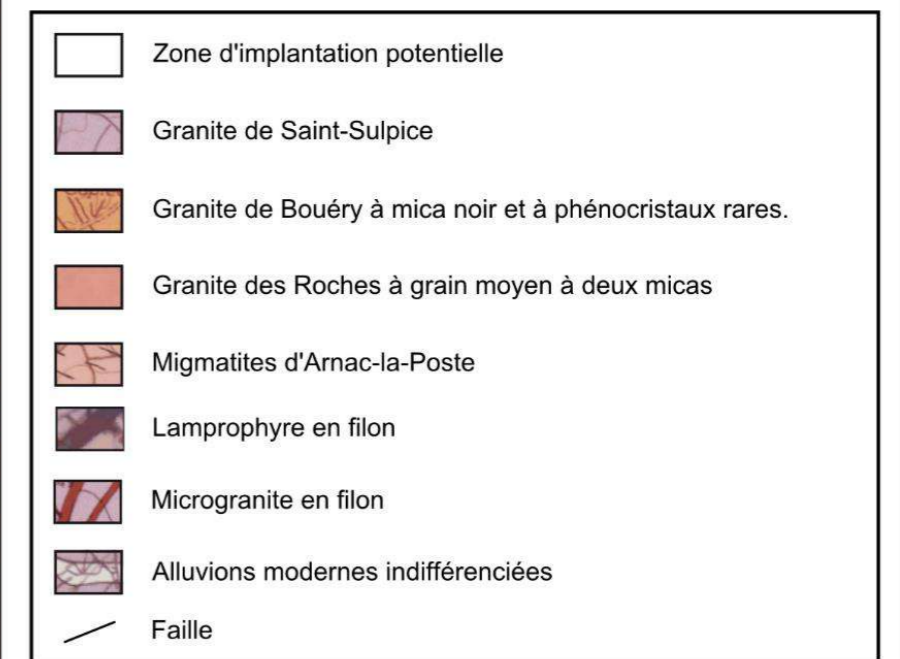 Zone d'implantation potentielle
Granite de Saint-Sulpice
Granite de Bouéry à mica noir et à phénocristaux rares.
Granite des Roches à grain moyen à deux micas
Migmatites d'Arnac-la-Poste
Lamprophyre en filon
Microgranite en filon
Alluvions modernes indifférenciées
Faille